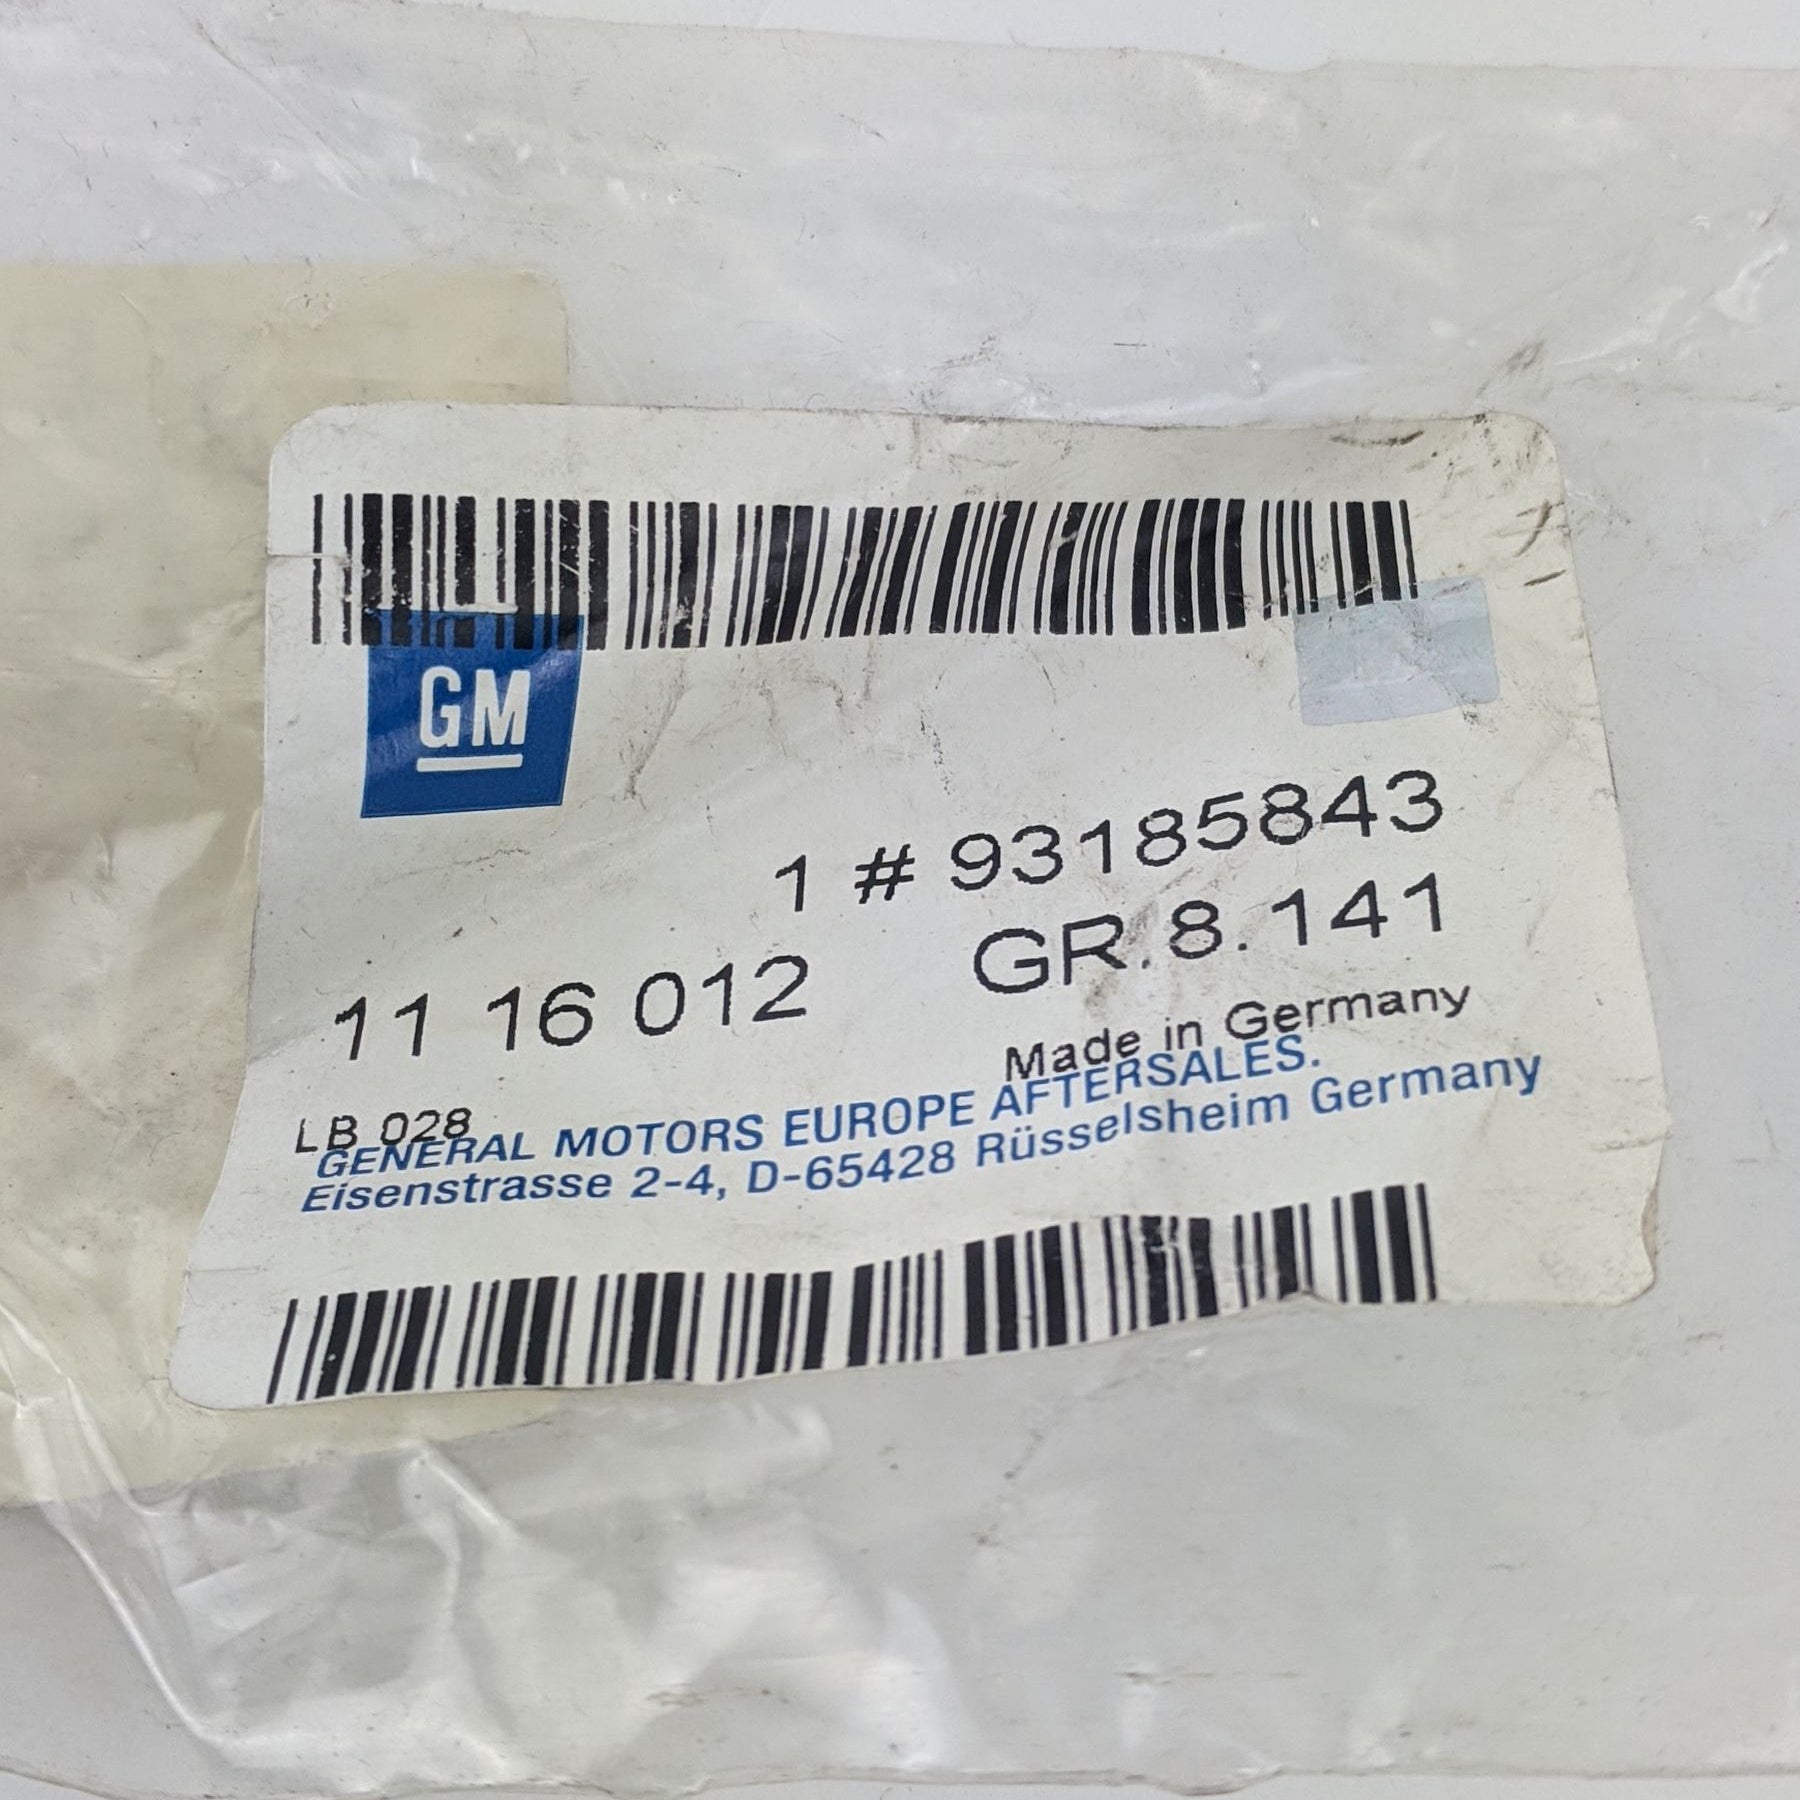 GM
1 # 93185843
11 16 012 GR.8.141
Made in Germany
LB 028
GENERAL MOTORS EUROPE AFTERSALES.
Eisenstrasse 2-4, D-65428 Rüsselsheim Germany